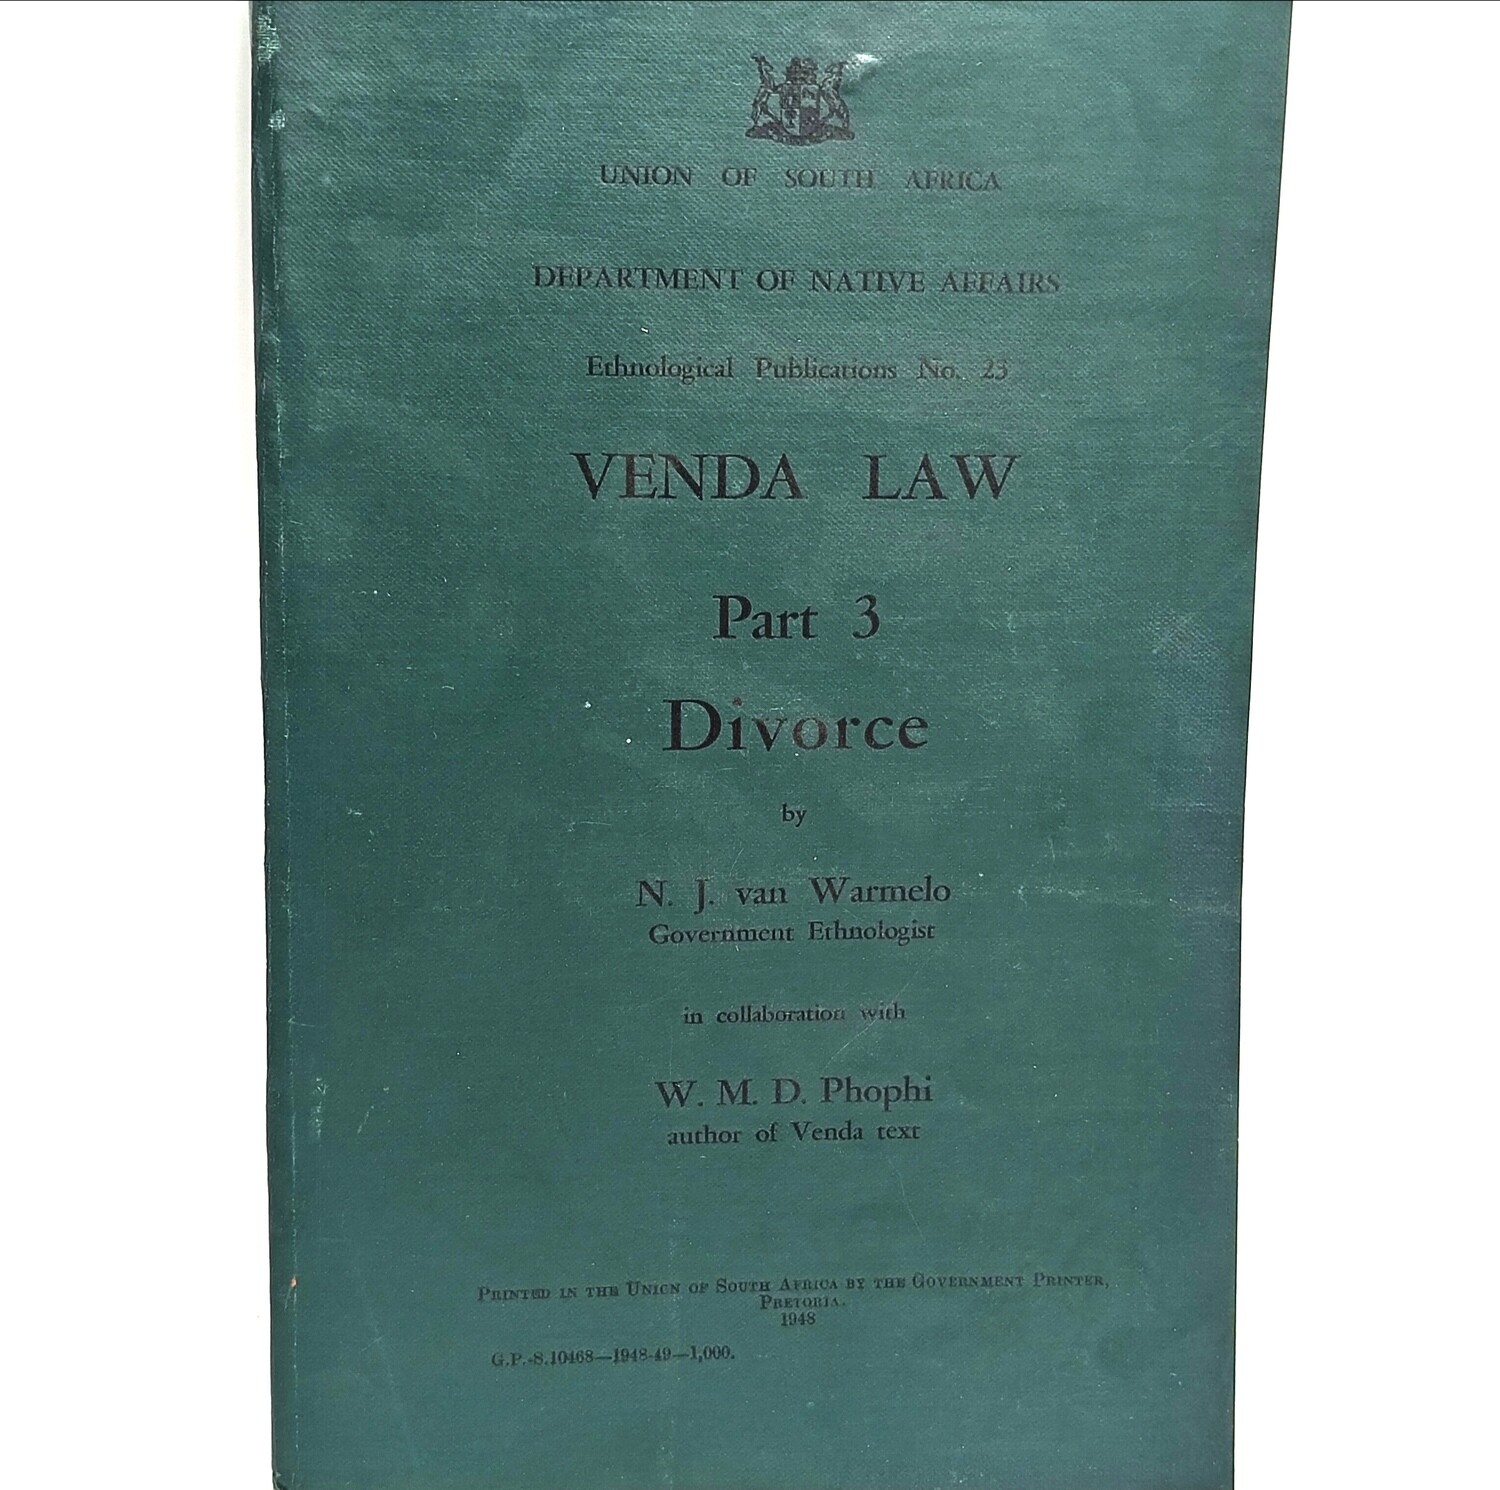 UNION OF SOUTH AFRICA
DEPARTMENT OF NATIVE AFFAIRS
Ethnological Publications No. 23
VENDA LAW
Part 3
Divorce
by
N. J. van Warmelo
Government Ethnologist
in collaboration with
W. M. D. Phophi
author of Venda text
PRINTED IN THE UNION OF SOUTH AFRICA BY THE GOVERNMENT PRINTER,
PRETORIA.
1948
G.P.-S.10468—1948-49—1,000.